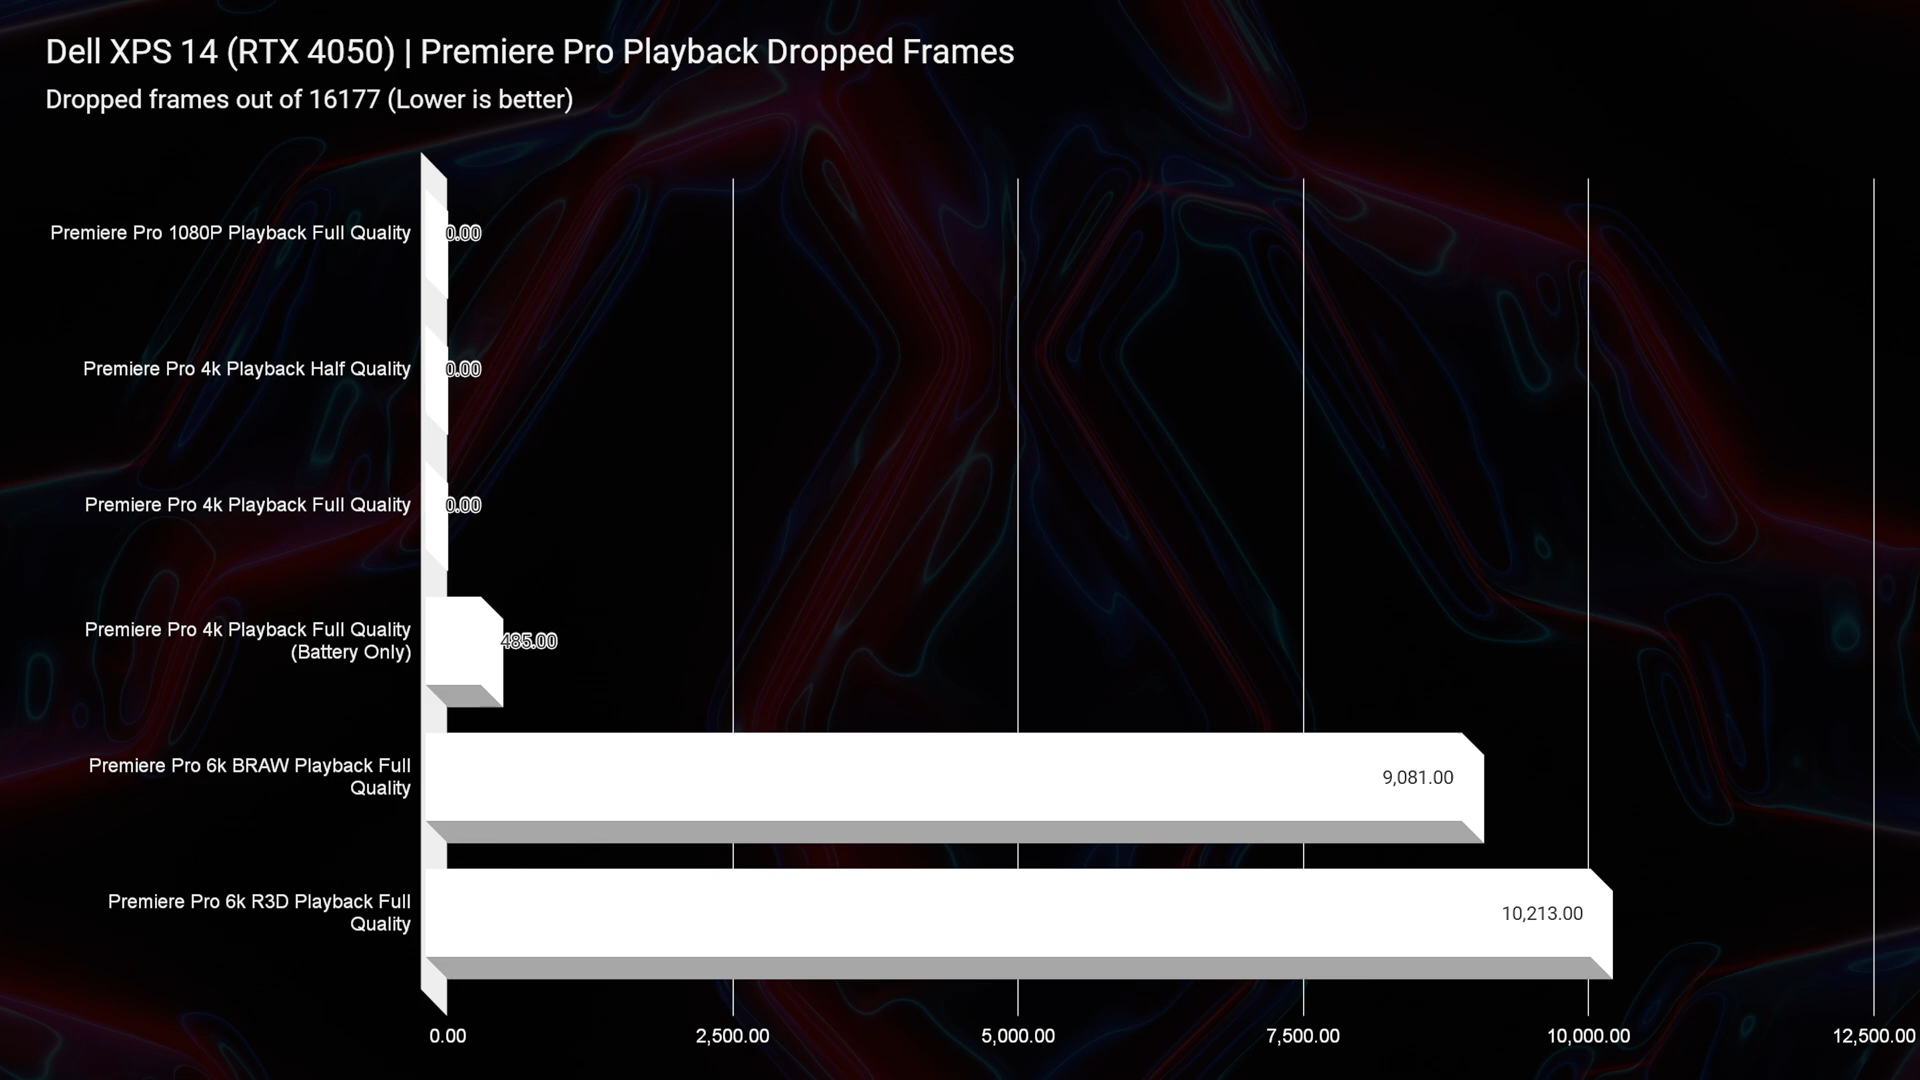 Dell XPS 14 (RTX 4050) | Premiere Pro Playback Dropped Frames
Dropped frames out of 16177 (Lower is better)
Premiere Pro 1080P Playback Full Quality
0.00
Premiere Pro 4k Playback Half Quality
0.00
Premiere Pro 4k Playback Full Quality
0.00
Premiere Pro 4k Playback Full Quality
(Battery Only)
485.00
Premiere Pro 6k BRAW Playback Full
Quality
9,081.00
Premiere Pro 6k R3D Playback Full
Quality
10,213.00
0.00
2,500.00
5,000.00
7,500.00
10,000.00
12,500.00